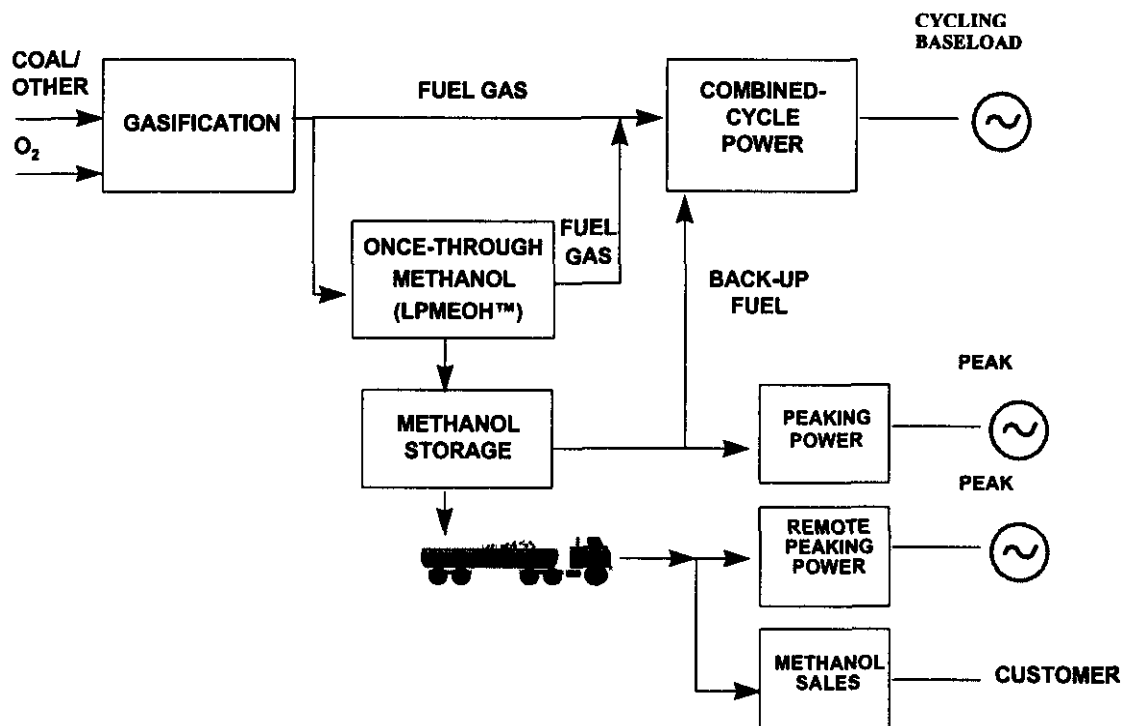 CYCLING
BASELOAD
COAL/
OTHER
O₂
GASIFICATION
FUEL GAS
COMBINED-
CYCLE
POWER
ONCE-THROUGH
METHANOL
(LPMEOH™)
FUEL
GAS
BACK-UP
FUEL
METHANOL
STORAGE
PEAKING
POWER
PEAK
REMOTE
PEAKING
POWER
PEAK
METHANOL
SALES
CUSTOMER